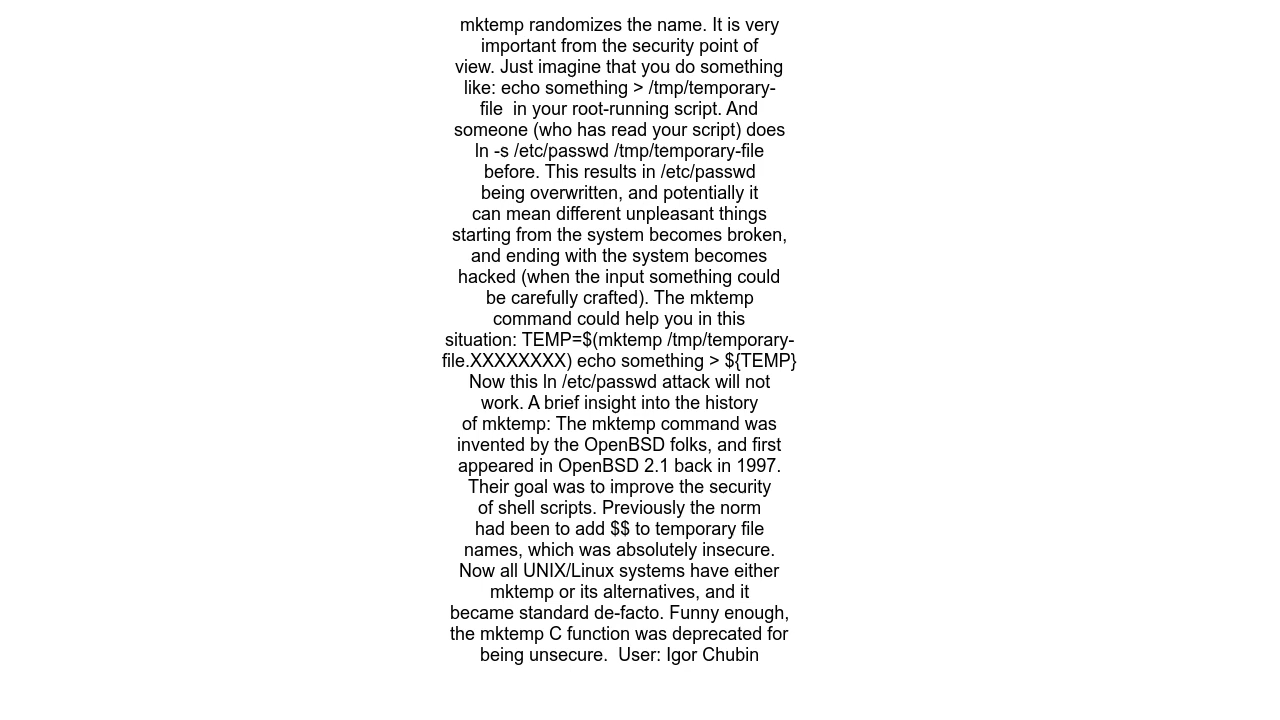 mktemp randomizes the name. It is very
important from the security point of
view. Just imagine that you do something
like: echo something > /tmp/temporary-
file  in your root-running script. And
someone (who has read your script) does
ln -s /etc/passwd /tmp/temporary-file
before. This results in /etc/passwd
being overwritten, and potentially it
can mean different unpleasant things
starting from the system becomes broken,
and ending with the system becomes
hacked (when the input something could
be carefully crafted). The mktemp
command could help you in this
situation: TEMP=$(mktemp /tmp/temporary-
file.XXXXXXXX) echo something > ${TEMP}
Now this ln /etc/passwd attack will not
work. A brief insight into the history
of mktemp: The mktemp command was
invented by the OpenBSD folks, and first
appeared in OpenBSD 2.1 back in 1997.
Their goal was to improve the security
of shell scripts. Previously the norm
had been to add $$ to temporary file
names, which was absolutely insecure.
Now all UNIX/Linux systems have either
mktemp or its alternatives, and it
became standard de-facto. Funny enough,
the mktemp C function was deprecated for
being unsecure.  User: Igor Chubin